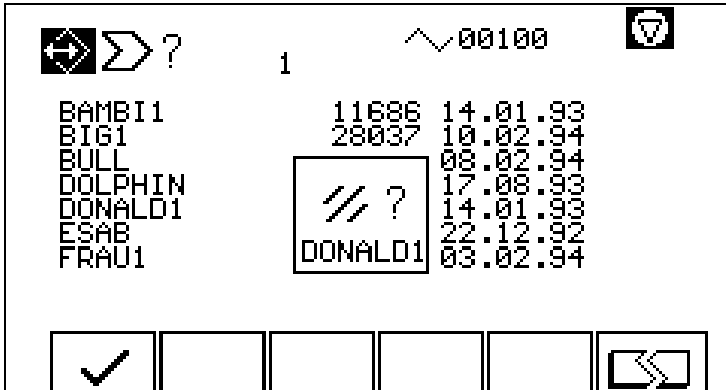 ? 1 00100
BAMBI1 11686 14.01.93
BIG1 28037 10.02.94
BULL 08.02.94
DOLPHIN 17.08.93
DONALD1 ? 14.01.93
ESAB 22.12.92
FRAU1 DONALD1 03.02.94